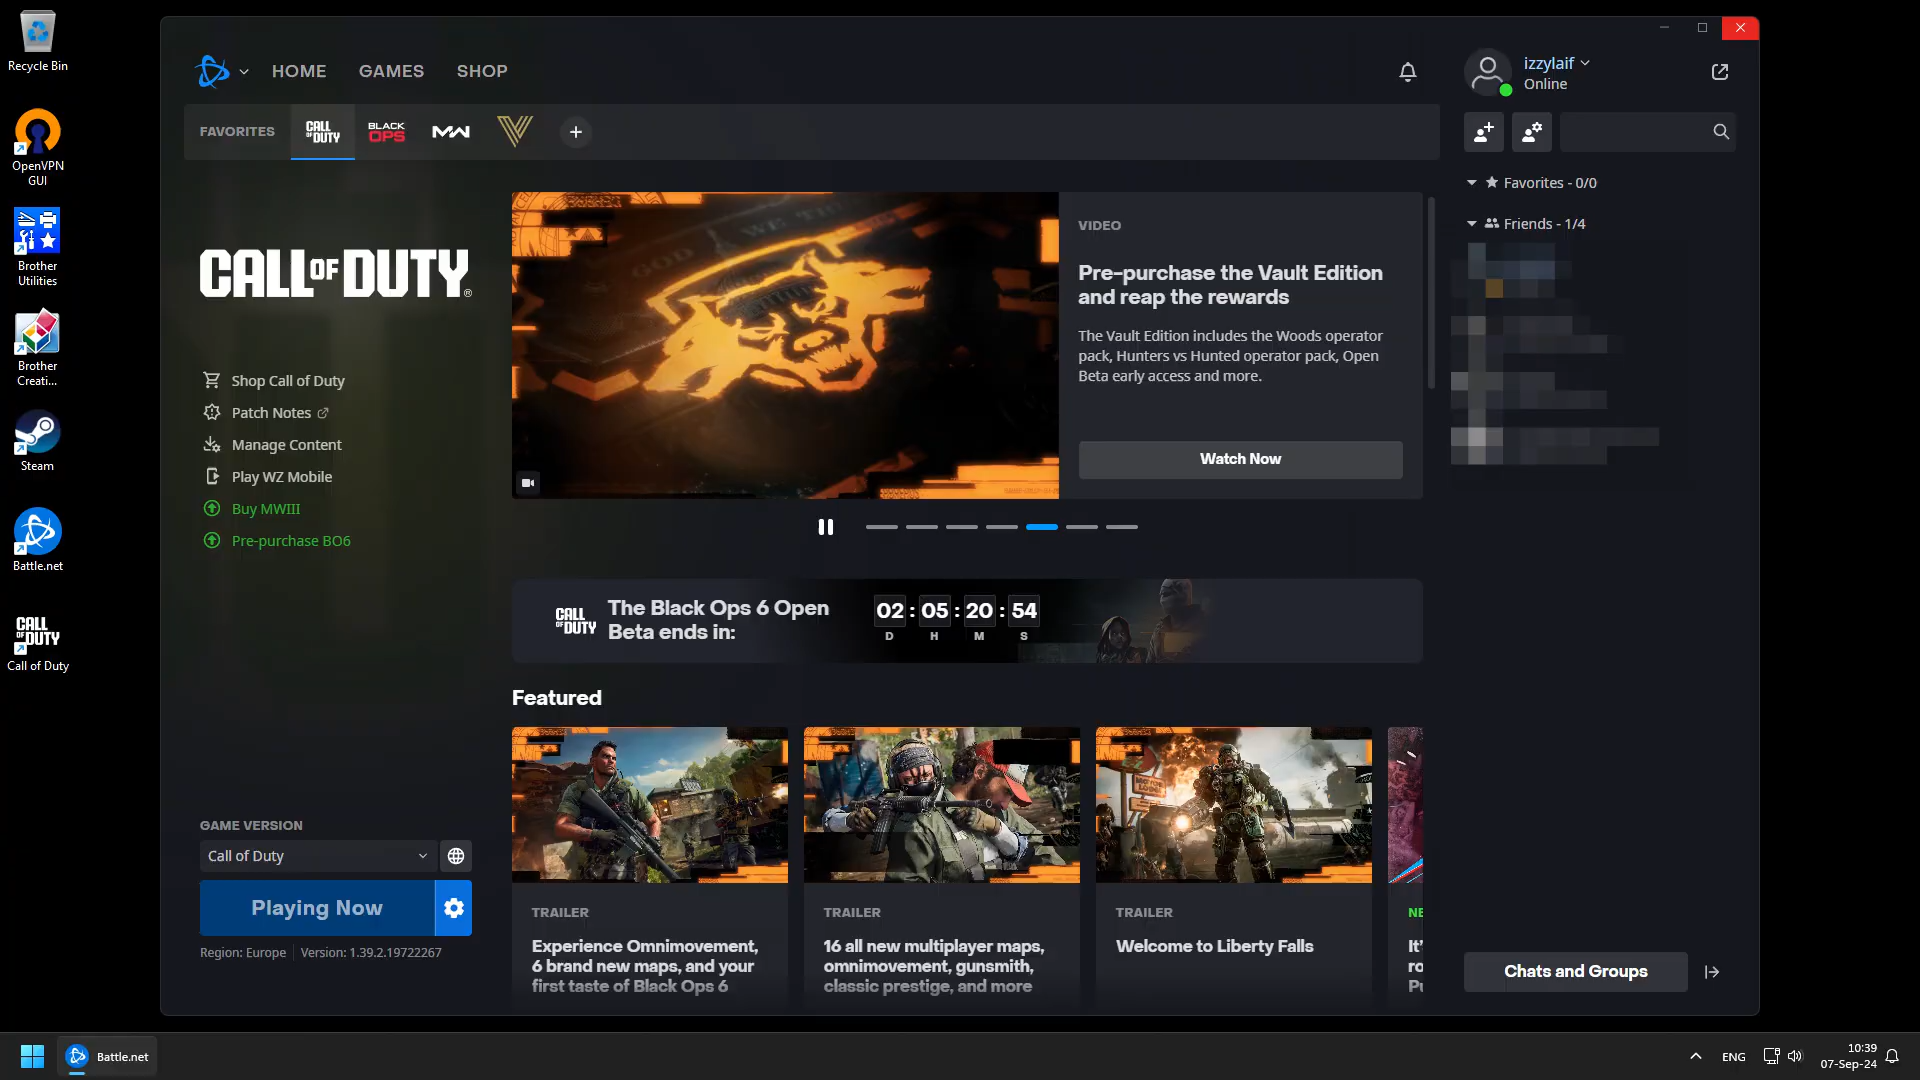 Recycle Bin
OpenVPN
GUI
Brother
Utilities
Brother
Creati...
Steam
Battle.net
CALL OF DUTY
Call of Duty
HOME
GAMES
SHOP
FAVORITES
CALL OF DUTY
BLACK
OPS
MW
CALL OF DUTY®
Shop Call of Duty
Patch Notes
Manage Content
Play WZ Mobile
Buy MWIII
Pre-purchase BO6
GAME VERSION
Call of Duty
Playing Now
Region: Europe
Version: 1.39.2.19722267
GOD
WE
VIDEO
Pre-purchase the Vault Edition
and reap the rewards
The Vault Edition includes the Woods operator
pack, Hunters vs Hunted operator pack, Open
Beta early access and more.
Watch Now
CALL OF DUTY
The Black Ops 6 Open
Beta ends in:
02 : 05 : 20 : 54
D H M S
Featured
TRAILER
Experience Omnimovement,
6 brand new maps, and your
first taste of Black Ops 6
TRAILER
16 all new multiplayer maps,
omnimovement, gunsmith,
classic prestige, and more
TRAILER
Welcome to Liberty Falls
izzylaif
Online
Favorites - 0/0
Friends - 1/4
Chats and Groups
Battle.net
ENG
10:39
07-Sep-24